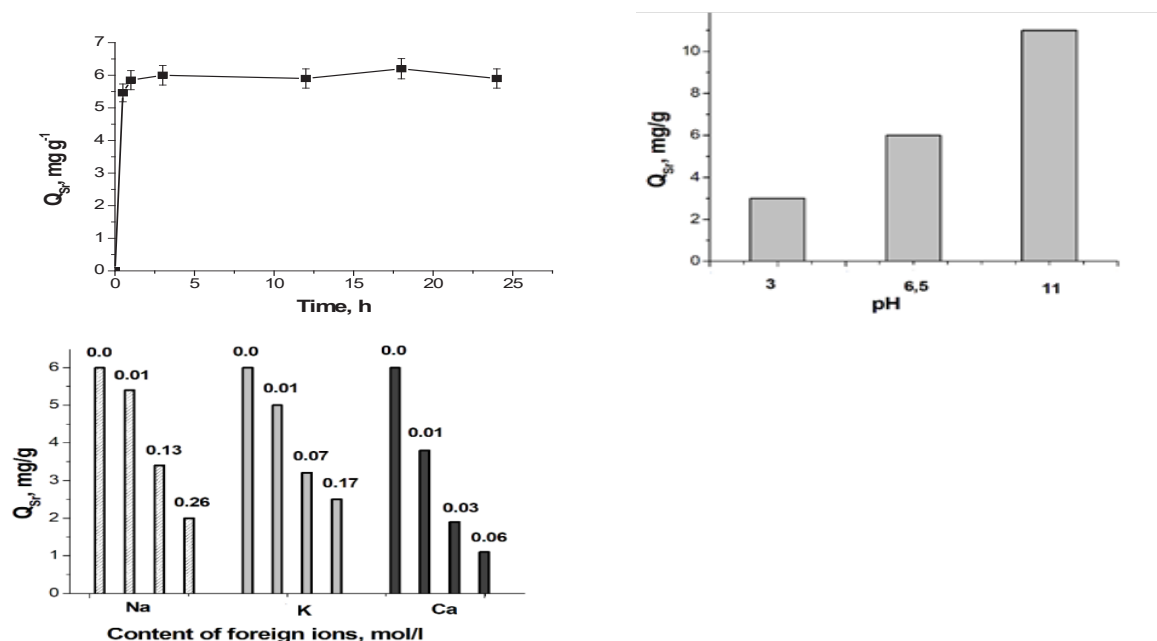 7
6
5
4
3
2
1
0
Q_Sr, mg g^-1
0 5 10 15 20 25
Time, h
10
8
6
4
2
0
Q_Sr, mg/g
3 6,5 11
pH
0.0 0.0 0.0
0.01 0.01 0.01
0.13 0.07 0.03
0.26 0.17 0.06
6
5
4
3
2
1
0
Q_Sr, mg/g
Na K Ca
Content of foreign ions, mol/l